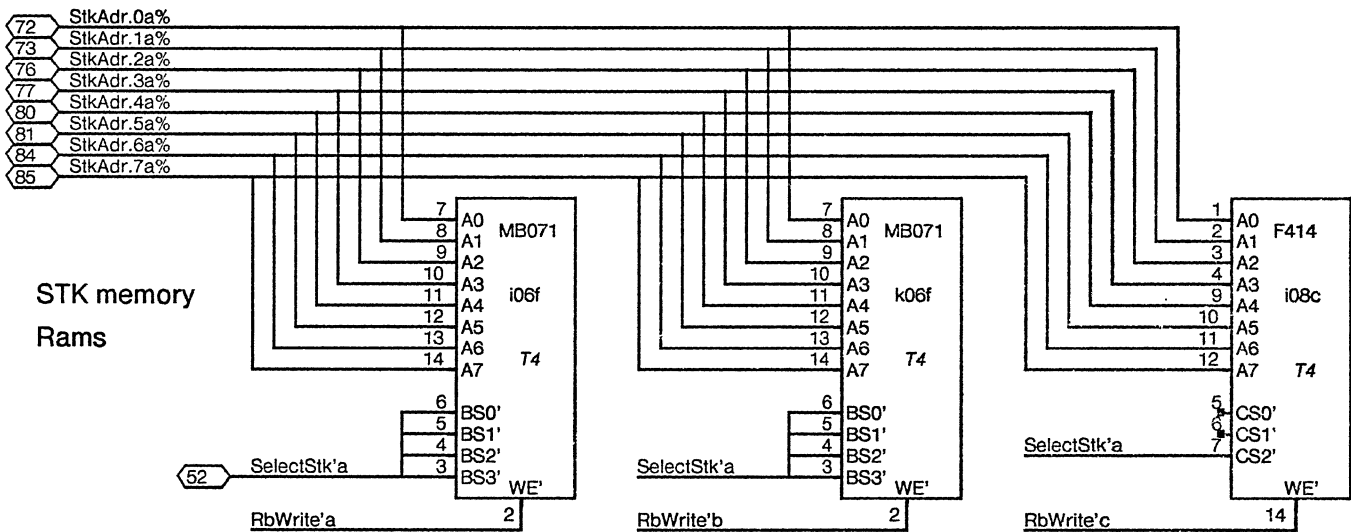 72 StkAdr.0a%
73 StkAdr.1a%
76 StkAdr.2a%
77 StkAdr.3a%
80 StkAdr.4a%
81 StkAdr.5a%
84 StkAdr.6a%
85 StkAdr.7a%
STK memory
Rams
7 A0 MB071
8 A1
9 A2
10 A3 i06f
11 A4
12 A5
13 A6
14 A7 T4
6 BS0'
5 BS1'
4 BS2'
52 SelectStk'a 3 BS3'
WE'
RbWrite'a 2
7 A0 MB071
8 A1
9 A2
10 A3 k06f
11 A4
12 A5
13 A6
14 A7 T4
6 BS0'
5 BS1'
4 BS2'
SelectStk'a 3 BS3'
WE'
RbWrite'b 2
1 A0 F414
2 A1
3 A2
4 A3 i08c
9 A4
10 A5
11 A6
12 A7 T4
5 CS0'
6 CS1'
SelectStk'a 7 CS2'
WE'
RbWrite'c 14